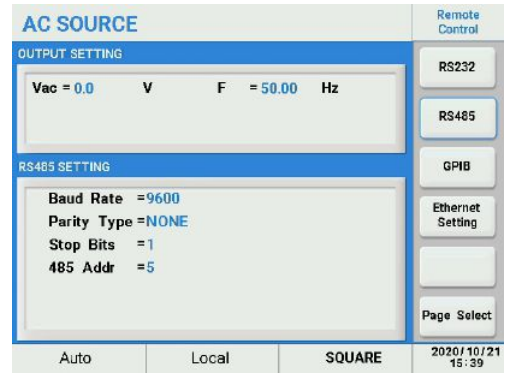 AC SOURCE
Remote
Control
OUTPUT SETTING
Vac = 0.0 V F = 50.00 Hz
RS485 SETTING
Baud Rate =9600
Parity Type =NONE
Stop Bits =1
485 Addr =5
RS232
RS485
GPIB
Ethernet
Setting
Page Select
Auto Local SQUARE
2020/10/21
15:39